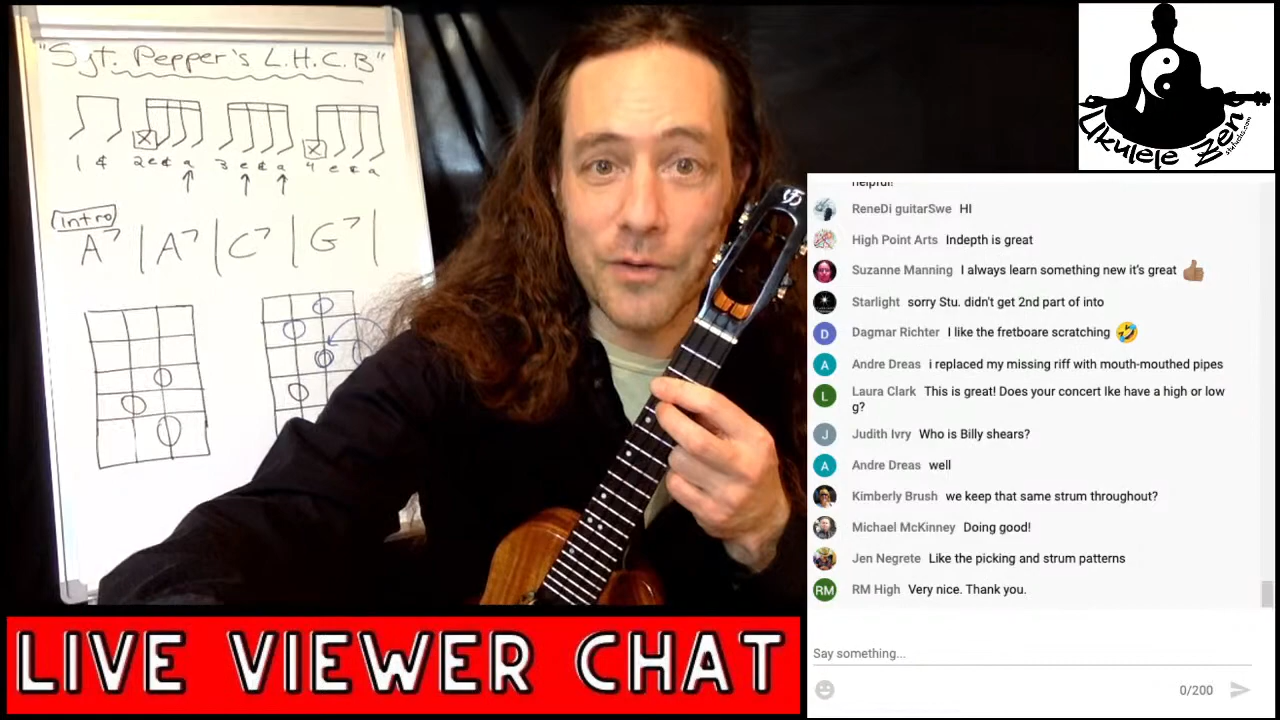 "Sgt. Pepper's L.H.C.B"
1 & 2 e & a 3 e & a 4 e & a
Intro
A7 | A7 | C7 | G7 |
LIVE VIEWER CHAT
Ukulele Zen
helpful!
ReneDi guitarSwe HI
High Point Arts Indepth is great
Suzanne Manning I always learn something new it's great 👍🏽
Starlight sorry Stu. didn't get 2nd part of into
D Dagmar Richter I like the fretboare scratching 🤣
A Andre Dreas i replaced my missing riff with mouth-mouthed pipes
L Laura Clark This is great! Does your concert Ike have a high or low
g?
J Judith Ivry Who is Billy shears?
A Andre Dreas well
Kimberly Brush we keep that same strum throughout?
Michael McKinney Doing good!
Jen Negrete Like the picking and strum patterns
RM RM High Very nice. Thank you.
Say something...
0/200